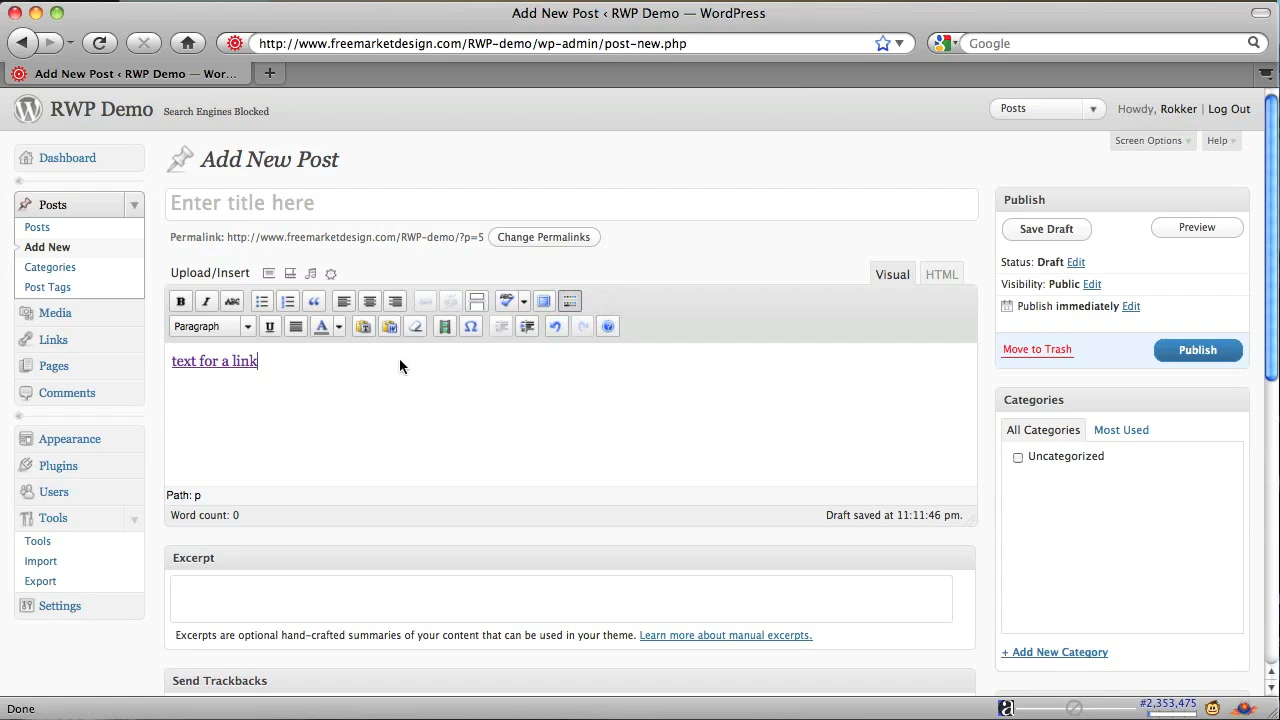 Add New Post ‹ RWP Demo — WordPress
http://www.freemarketdesign.com/RWP-demo/wp-admin/post-new.php
Google
Add New Post ‹ RWP Demo — Wor...
RWP Demo
Search Engines Blocked
Posts
Howdy, Rokker | Log Out
Screen Options
Help
Dashboard
Posts
Posts
Add New
Categories
Post Tags
Media
Links
Pages
Comments
Appearance
Plugins
Users
Tools
Tools
Import
Export
Settings
Add New Post
Enter title here
Permalink: http://www.freemarketdesign.com/RWP-demo/?p=5 Change Permalinks
Upload/Insert
Visual
HTML
B I ABC
ABC
Paragraph
U A
text for a link
Path: p
Word count: 0
Draft saved at 11:11:46 pm.
Excerpt
Excerpts are optional hand-crafted summaries of your content that can be used in your theme. Learn more about manual excerpts.
Send Trackbacks
Publish
Save Draft
Preview
Status: Draft Edit
Visibility: Public Edit
Publish immediately Edit
Move to Trash
Publish
Categories
All Categories
Most Used
Uncategorized
+ Add New Category
Done
a
#2,353,475